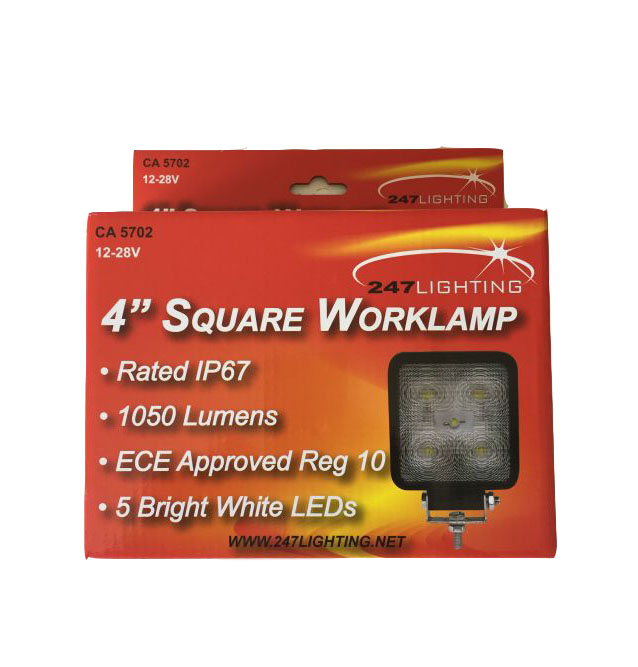 CA 5702
12-28V
247LIGHTING
CA 5702
12-28V
247LIGHTING
4” SQUARE WORKLAMP
• Rated IP67
• 1050 Lumens
• ECE Approved Reg 10
• 5 Bright White LEDs
WWW.247LIGHTING.NET